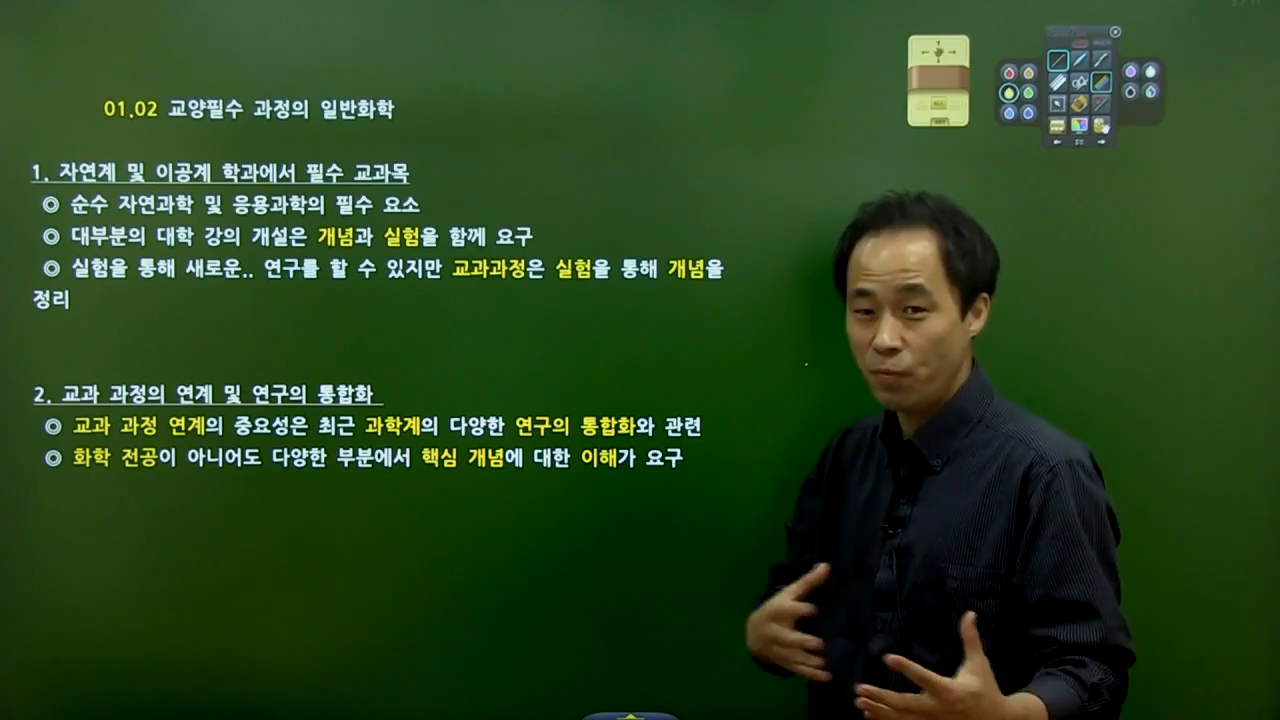 01.02 교양필수 과정의 일반화학
1. 자연계 및 이공계 학과에서 필수 교과목
◎ 순수 자연과학 및 응용과학의 필수 요소
◎ 대부분의 대학 강의 개설은 개념과 실험을 함께 요구
◎ 실험을 통해 새로운.. 연구를 할 수 있지만 교과과정은 실험을 통해 개념을
정리
2. 교과 과정의 연계 및 연구의 통합화
◎ 교과 과정 연계의 중요성은 최근 과학계의 다양한 연구의 통합화와 관련
◎ 화학 전공이 아니어도 다양한 부분에서 핵심 개념에 대한 이해가 요구
ALL